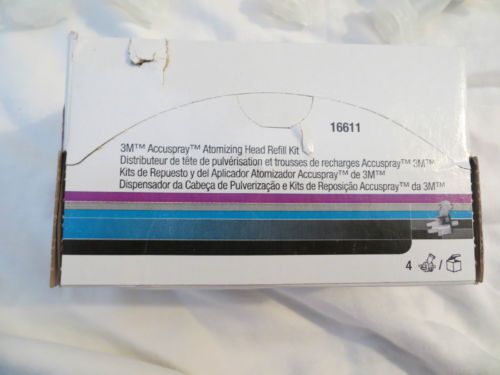 16611
3M™ Accuspray™ Atomizing Head Refill Kit
Distributeur de tête de pulvérisation et trousses de recharges Accuspray™ 3M™
Kits de Repuesto y del Aplicador Atomizador Accuspray™ de 3M™
Dispensador da Cabeça de Pulverização e Kits de Reposição Accuspray™ da 3M™
4 /